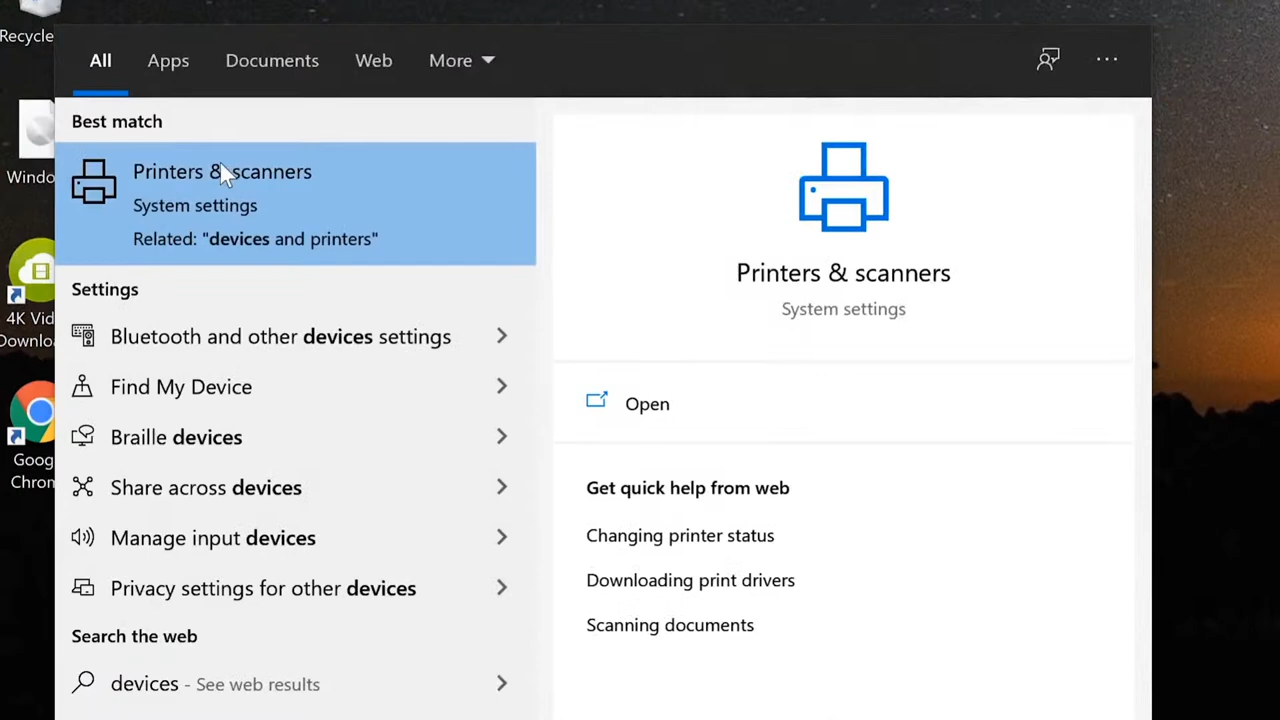 Recycle
Windo
4K Vid
Downloa
Goog
Chrom
All
Apps
Documents
Web
More
Best match
Printers & scanners
System settings
Related: "devices and printers"
Settings
Bluetooth and other devices settings
Find My Device
Braille devices
Share across devices
Manage input devices
Privacy settings for other devices
Search the web
devices - See web results
Printers & scanners
System settings
Open
Get quick help from web
Changing printer status
Downloading print drivers
Scanning documents